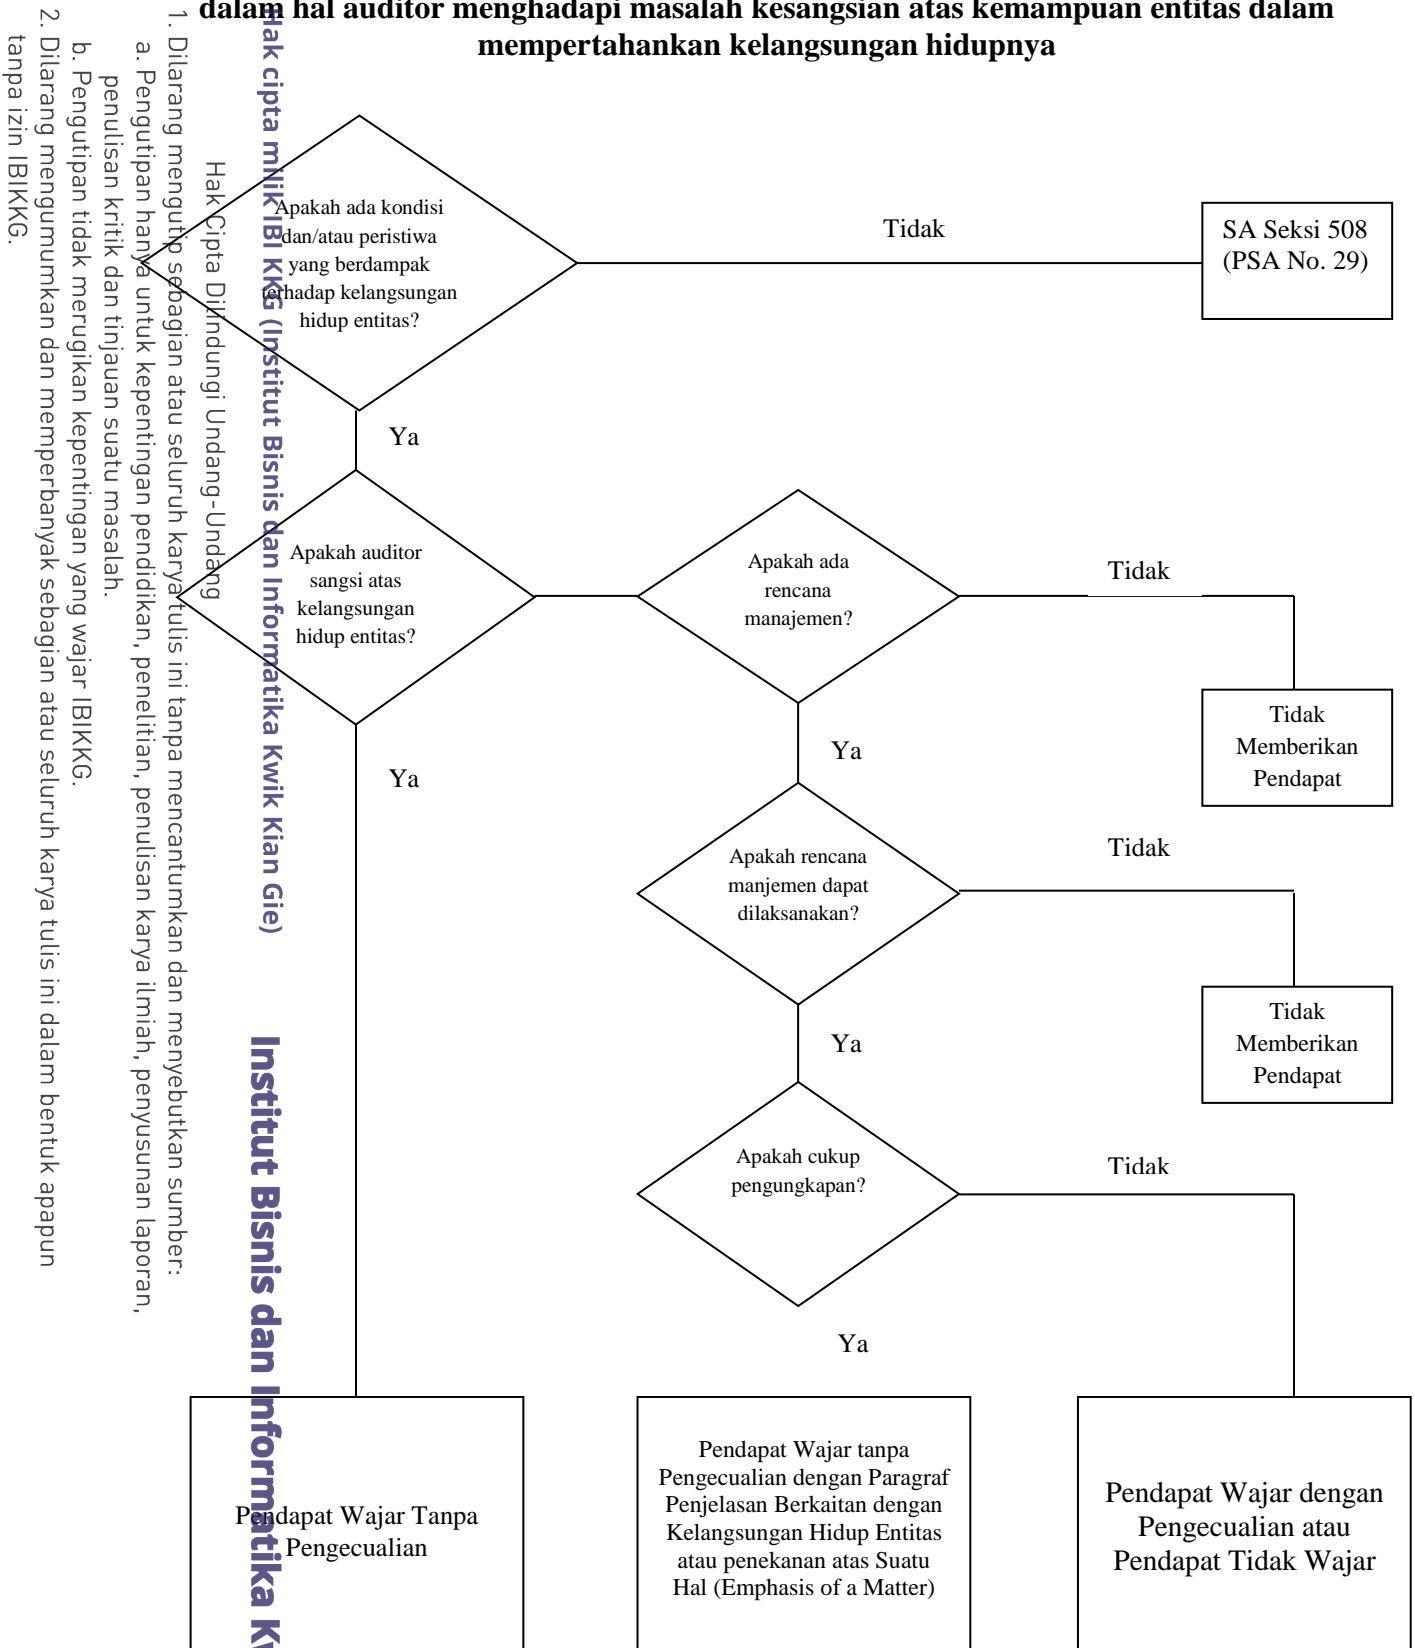 dalam hal auditor menghadapi masalah kesangsian atas kemampuan entitas dalam
mempertahankan kelangsungan hidupnya
Apakah ada kondisi
dan/atau peristiwa
yang berdampak
terhadap kelangsungan
hidup entitas?
Tidak
SA Seksi 508
(PSA No. 29)
Ya
Apakah auditor
sangsi atas
kelangsungan
hidup entitas?
Apakah ada
rencana
manajemen?
Tidak
Tidak
Memberikan
Pendapat
Ya
Ya
Apakah rencana
manjemen dapat
dilaksanakan?
Tidak
Tidak
Memberikan
Pendapat
Ya
Apakah cukup
pengungkapan?
Tidak
Ya
Pendapat Wajar Tanpa
Pengecualian
Pendapat Wajar tanpa
Pengecualian dengan Paragraf
Penjelasan Berkaitan dengan
Kelangsungan Hidup Entitas
atau penekanan atas Suatu
Hal (Emphasis of a Matter)
Pendapat Wajar dengan
Pengecualian atau
Pendapat Tidak Wajar
Hak cipta milik IBI KKG (Institut Bisnis dan Informatika Kwik Kian Gie)
Institut Bisnis dan Informatika
Hak Cipta Dilindungi Undang-Undang
1. Dilarang mengutip sebagian atau seluruh karya tulis ini tanpa mencantumkan dan menyebutkan sumber:
a. Pengutipan hanya untuk kepentingan pendidikan, penelitian, penulisan karya ilmiah, penyusunan laporan,
penulisan kritik dan tinjauan suatu masalah.
b. Pengutipan tidak merugikan kepentingan yang wajar IBIKKG.
2. Dilarang mengumumkan dan memperbanyak sebagian atau seluruh karya tulis ini dalam bentuk apapun
tanpa izin IBIKKG.